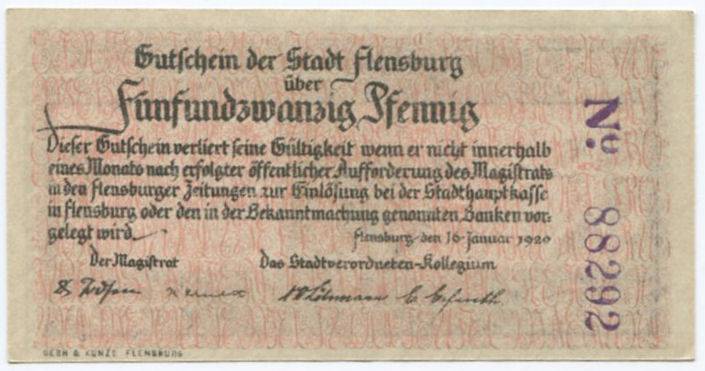 Gutschein der Stadt Flensburg
über
Fünfundzwanzig Pfennig
Dieser Gutschein verliert seine Gültigkeit wenn er nicht innerhalb
eines Monats nach erfolgter öffentlicher Aufforderung des Magistrats
in den Flensburger Zeitungen zur Einlösung bei der Stadthauptkasse
in Flensburg oder den in der Bekanntmachung genannten Banken vor-
gelegt wird.
Flensburg, den 16 Januar 1920
Der Magistrat Das Stadtverordneten-Kollegium
GEBR & KUNZE FLENSBURG
No. 88292